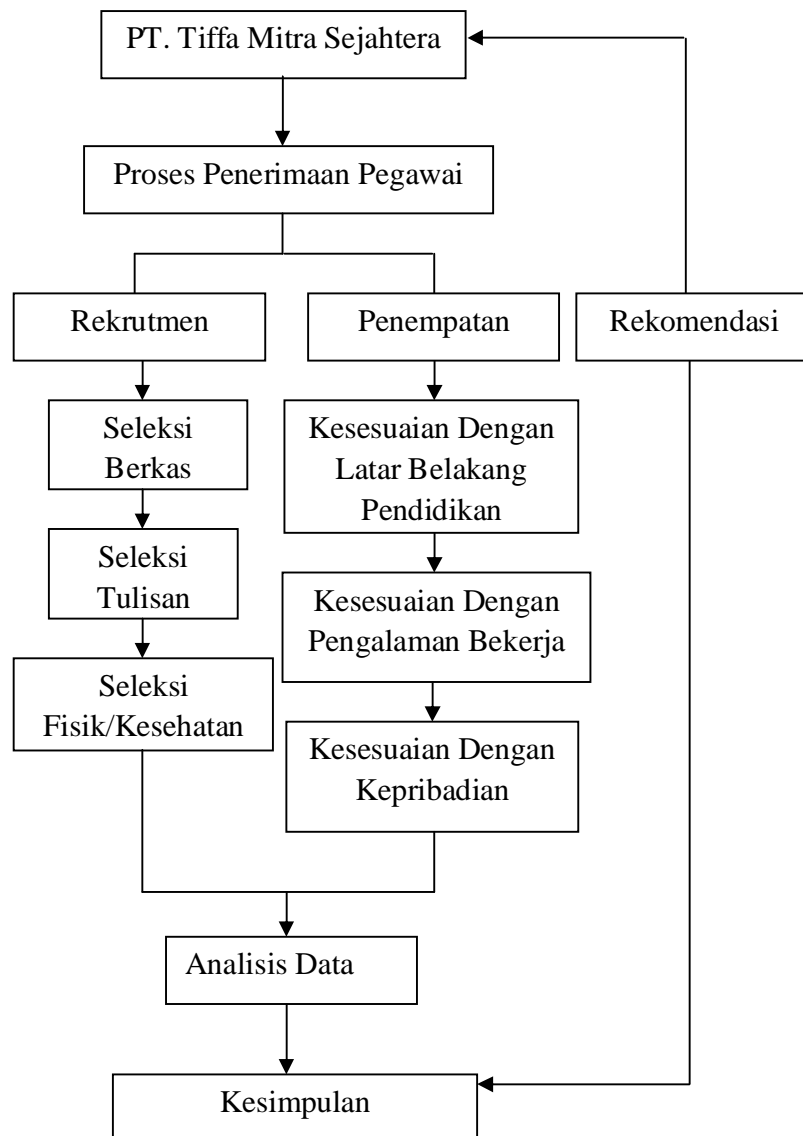 PT. Tiffa Mitra Sejahtera
Proses Penerimaan Pegawai
Rekrutmen
Penempatan
Rekomendasi
Seleksi
Berkas
Kesesuaian Dengan
Latar Belakang
Pendidikan
Seleksi
Tulisan
Kesesuaian Dengan
Pengalaman Bekerja
Seleksi
Fisik/Kesehatan
Kesesuaian Dengan
Kepribadian
Analisis Data
Kesimpulan